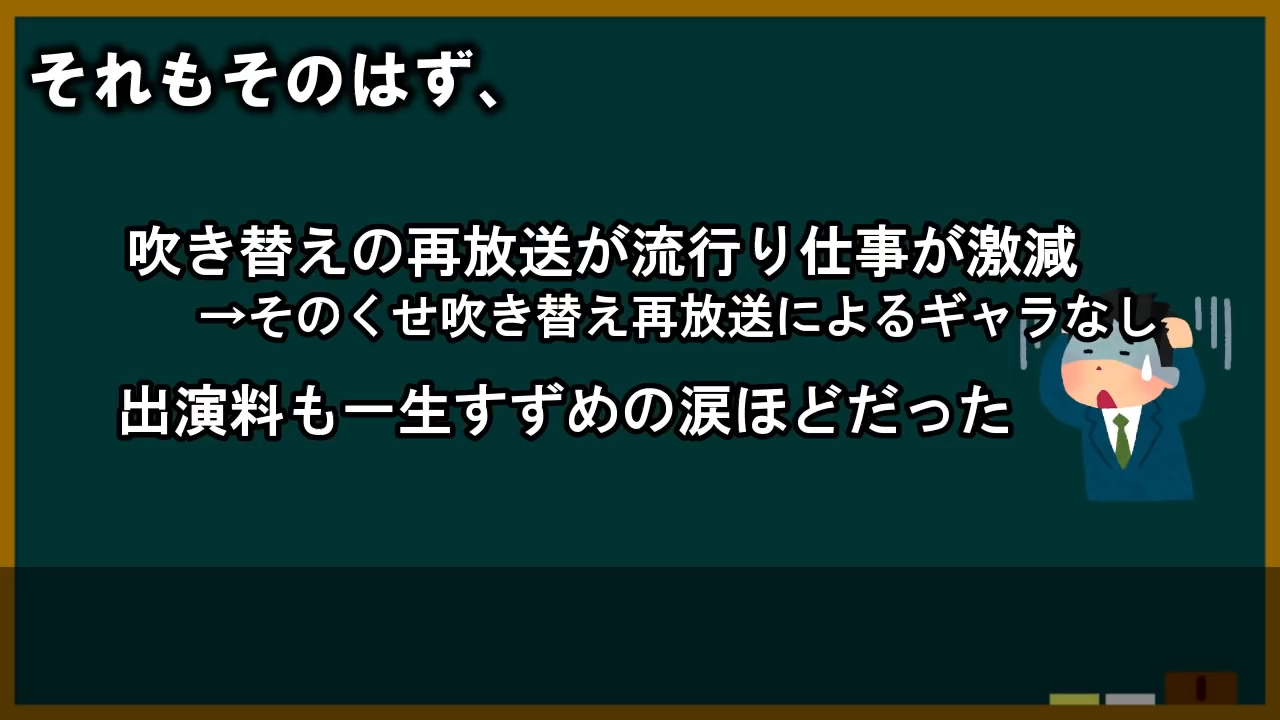 それもそのはず、
吹き替えの再放送が流行り仕事が激減
→そのくせ吹き替え再放送によるギャラなし
出演料も一生すずめの涙ほどだった